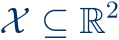 𝒳 ⊆ ℝ²